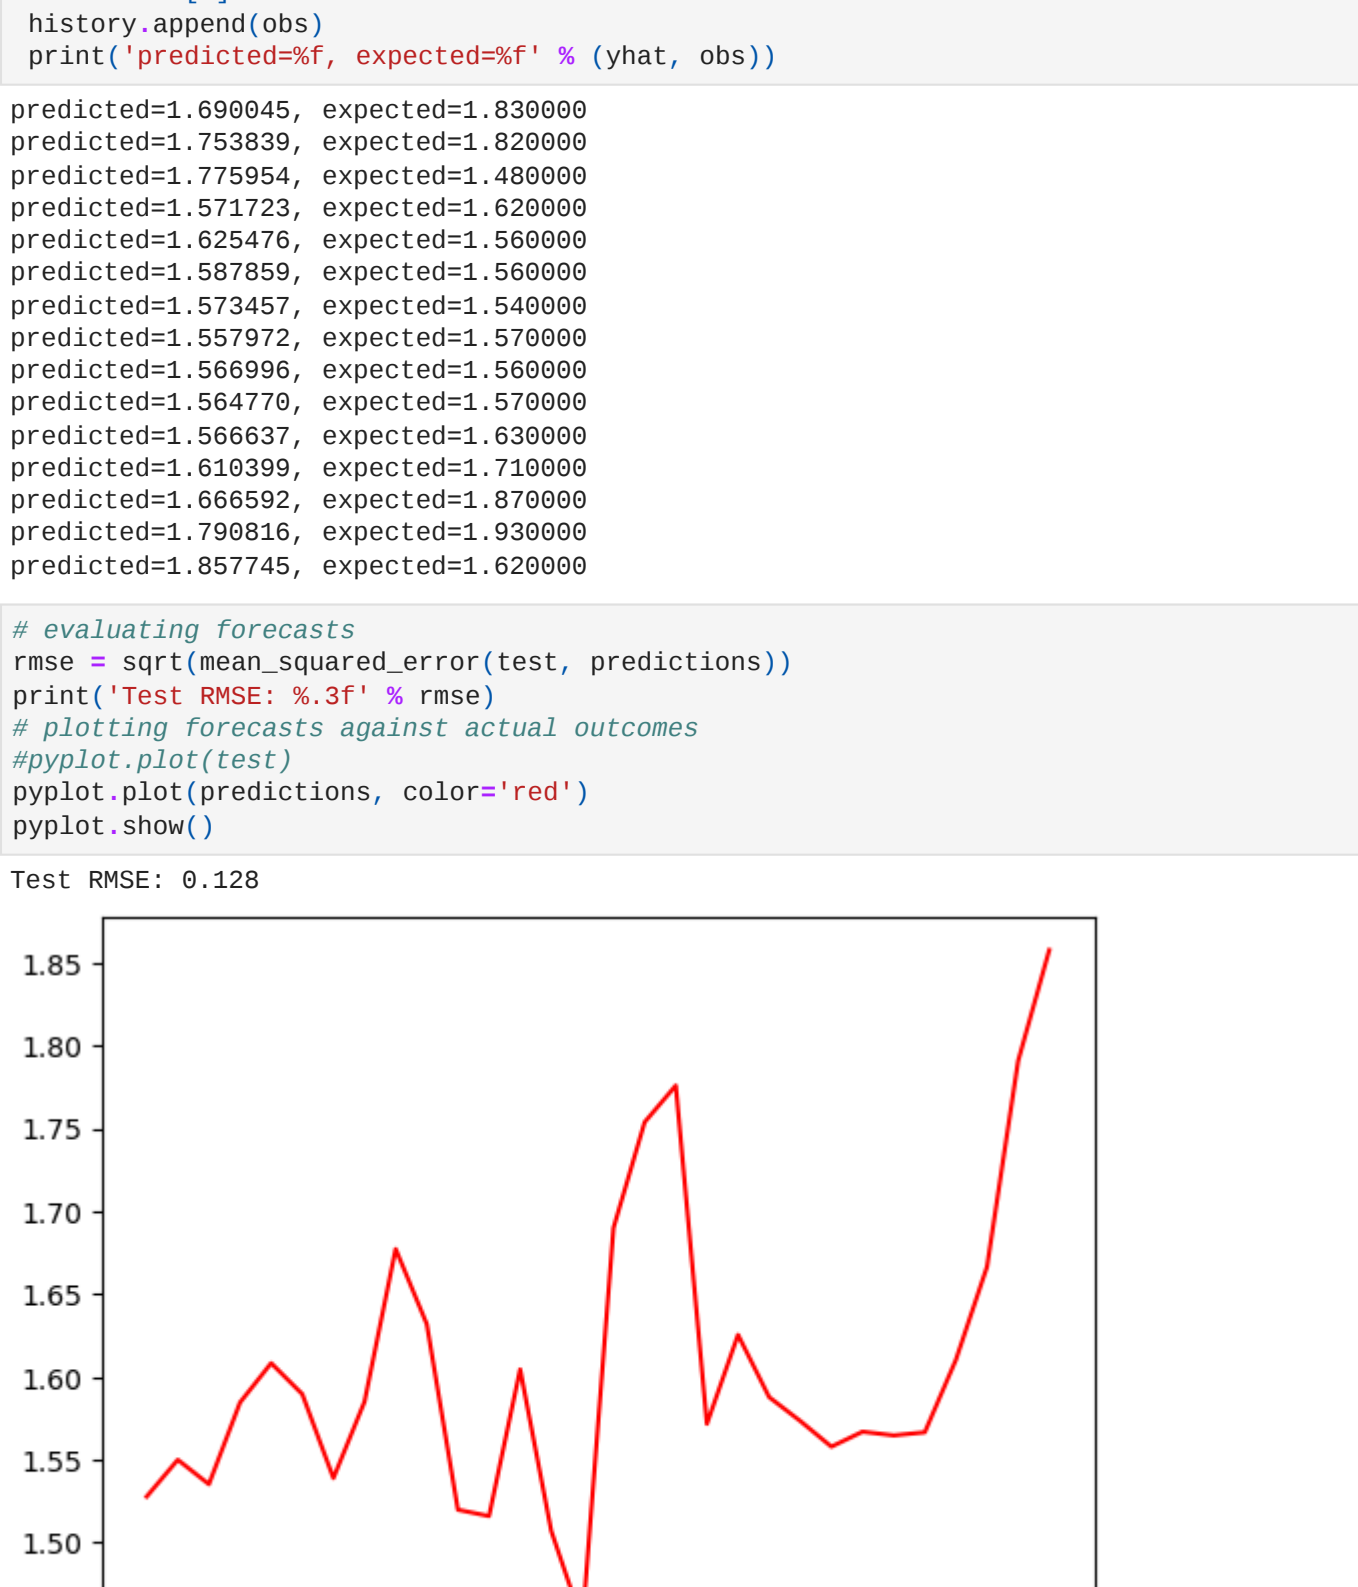 history.append(obs)
print('predicted=%f, expected=%f' % (yhat, obs))
predicted=1.690045, expected=1.830000
predicted=1.753839, expected=1.820000
predicted=1.775954, expected=1.480000
predicted=1.571723, expected=1.620000
predicted=1.625476, expected=1.560000
predicted=1.587859, expected=1.560000
predicted=1.573457, expected=1.540000
predicted=1.557972, expected=1.570000
predicted=1.566996, expected=1.560000
predicted=1.564770, expected=1.570000
predicted=1.566637, expected=1.630000
predicted=1.610399, expected=1.710000
predicted=1.666592, expected=1.870000
predicted=1.790816, expected=1.930000
predicted=1.857745, expected=1.620000
# evaluating forecasts
rmse = sqrt(mean_squared_error(test, predictions))
print('Test RMSE: %.3f' % rmse)
# plotting forecasts against actual outcomes
#pyplot.plot(test)
pyplot.plot(predictions, color='red')
pyplot.show()
Test RMSE: 0.128
1.85
1.80
1.75
1.70
1.65
1.60
1.55
1.50